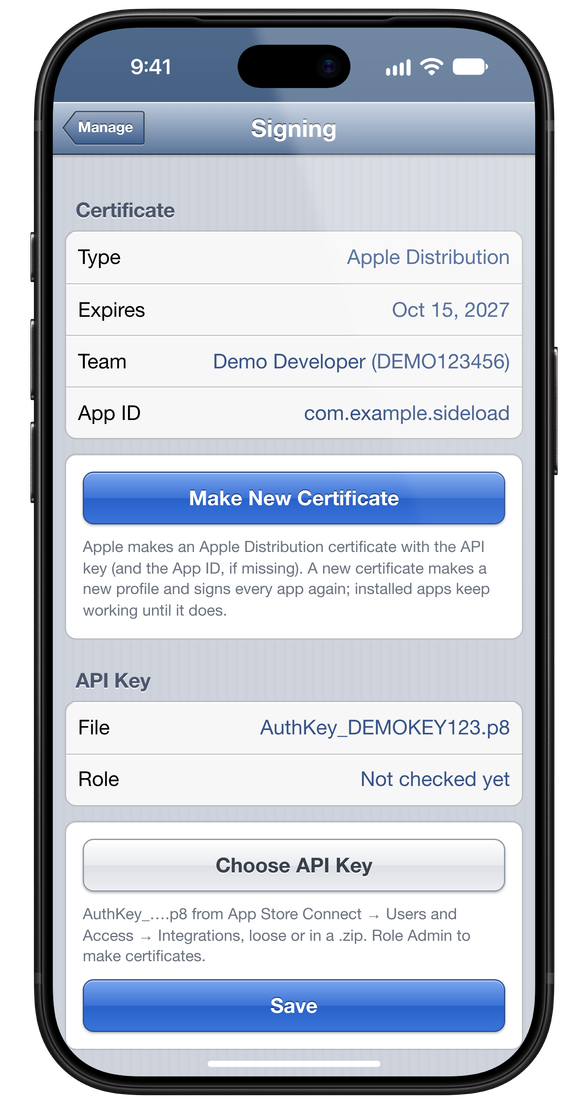 9:41
Manage
Signing
Certificate
Type Apple Distribution
Expires Oct 15, 2027
Team Demo Developer (DEMO123456)
App ID com.example.sideload
Make New Certificate
Apple makes an Apple Distribution certificate with the API
key (and the App ID, if missing). A new certificate makes a
new profile and signs every app again; installed apps keep
working until it does.
API Key
File AuthKey_DEMOKEY123.p8
Role Not checked yet
Choose API Key
AuthKey_….p8 from App Store Connect → Users and
Access → Integrations, loose or in a .zip. Role Admin to
make certificates.
Save